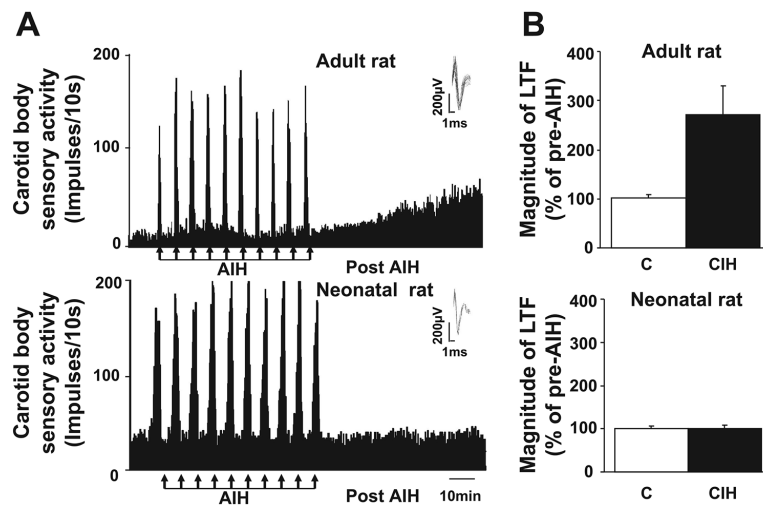 A
Carotid body
sensory activity
(Impulses/10s)
200
100
0
Adult rat
200µV
1ms
AIH
Post AIH
Carotid body
sensory activity
(Impulses/10s)
200
100
0
Neonatal rat
200µV
1ms
AIH
Post AIH
10min
B
Magnitude of LTF
(% of pre-AIH)
400
300
200
100
0
Adult rat
C
CIH
Magnitude of LTF
(% of pre-AIH)
400
300
200
100
0
Neonatal rat
C
CIH